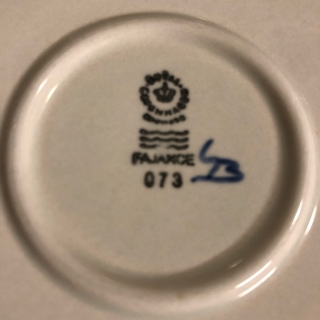 ROYAL
COPENHAGEN
DENMARK
FAJANCE
073